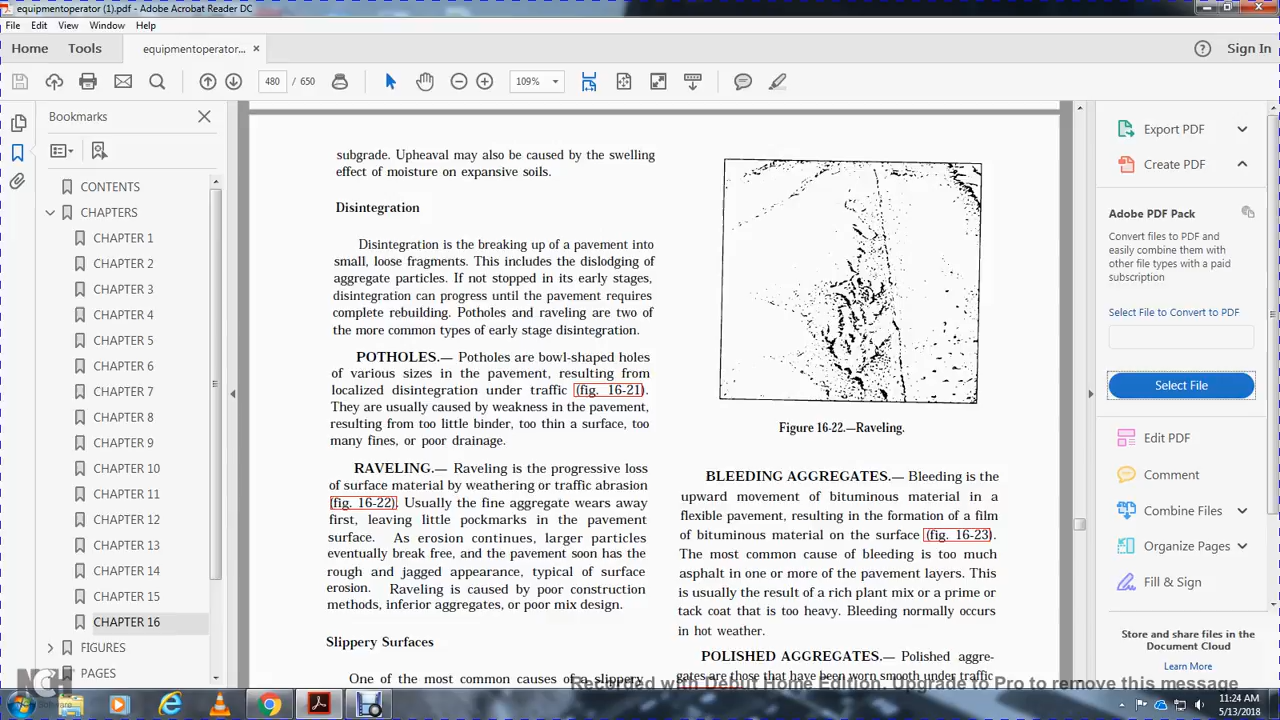 equipmentoperator (1).pdf - Adobe Acrobat Reader DC
File Edit View Window Help
Home Tools equipmentoperator... Sign In
480 / 650 109%
Bookmarks
CONTENTS
CHAPTERS
CHAPTER 1
CHAPTER 2
CHAPTER 3
CHAPTER 4
CHAPTER 5
CHAPTER 6
CHAPTER 7
CHAPTER 8
CHAPTER 9
CHAPTER 10
CHAPTER 11
CHAPTER 12
CHAPTER 13
CHAPTER 14
CHAPTER 15
CHAPTER 16
FIGURES
PAGES
subgrade. Upheaval may also be caused by the swelling
effect of moisture on expansive soils.
Disintegration
Disintegration is the breaking up of a pavement into
small, loose fragments. This includes the dislodging of
aggregate particles. If not stopped in its early stages,
disintegration can progress until the pavement requires
complete rebuilding. Potholes and raveling are two of
the more common types of early stage disintegration.
POTHOLES.— Potholes are bowl-shaped holes
of various sizes in the pavement, resulting from
localized disintegration under traffic (fig. 16-21).
They are usually caused by weakness in the pavement,
resulting from too little binder, too thin a surface, too
many fines, or poor drainage.
RAVELING.— Raveling is the progressive loss
of surface material by weathering or traffic abrasion
(fig. 16-22). Usually the fine aggregate wears away
first, leaving little pockmarks in the pavement
surface. As erosion continues, larger particles
eventually break free, and the pavement soon has the
rough and jagged appearance, typical of surface
erosion. Raveling is caused by poor construction
methods, inferior aggregates, or poor mix design.
Slippery Surfaces
One of the most common causes of a slippery
Figure 16-22.—Raveling.
BLEEDING AGGREGATES.— Bleeding is the
upward movement of bituminous material in a
flexible pavement, resulting in the formation of a film
of bituminous material on the surface (fig. 16-23).
The most common cause of bleeding is too much
asphalt in one or more of the pavement layers. This
is usually the result of a rich plant mix or a prime or
tack coat that is too heavy. Bleeding normally occurs
in hot weather.
POLISHED AGGREGATES.— Polished aggre-
gates are those that have been worn smooth under traffic
Export PDF
Create PDF
Adobe PDF Pack
Convert files to PDF and
easily combine them with
other file types with a paid
subscription
Select File to Convert to PDF
Select File
Edit PDF
Comment
Combine Files
Organize Pages
Fill & Sign
Store and share files in the
Document Cloud
Learn More
Recorded with Debut Home Edition. Upgrade to Pro to remove this message
NCH
Software
11:24 AM
5/13/2018